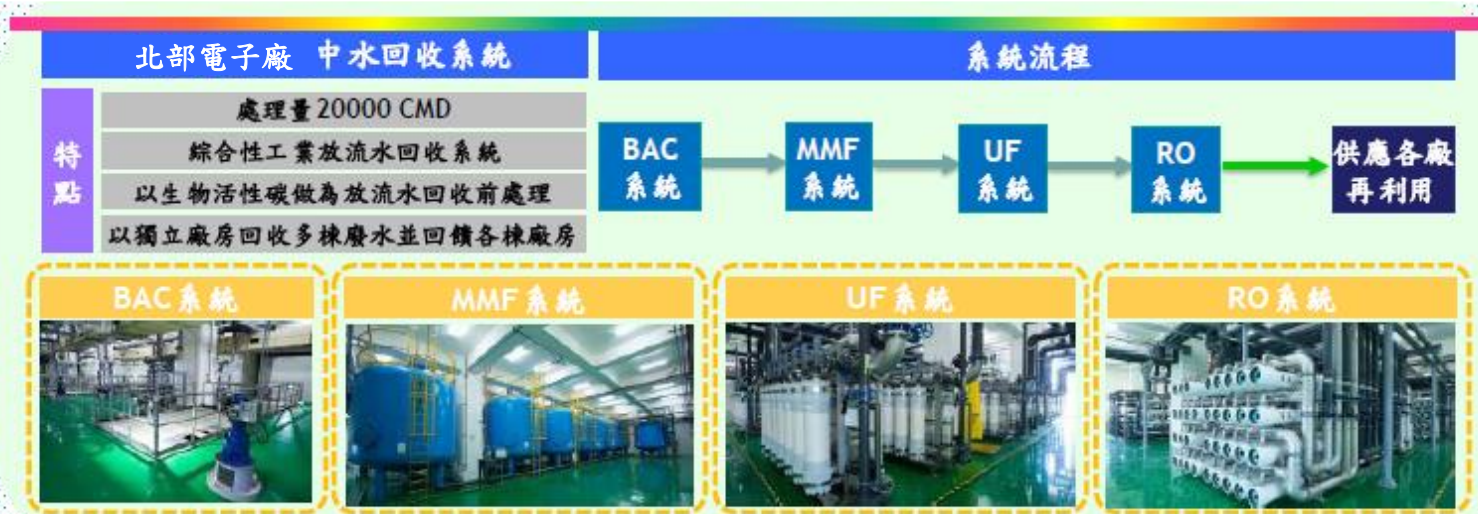 北部電子廠 中水回收系統
系統流程
特點
處理量20000 CMD
綜合性工業放流水回收系統
以生物活性碳做為放流水回收前處理
以獨立廠房回收多棟廢水並回饋各棟廠房
BAC
系統
MMF
系統
UF
系統
RO
系統
供應各廠
再利用
BAC系統
MMF系統
UF系統
RO系統